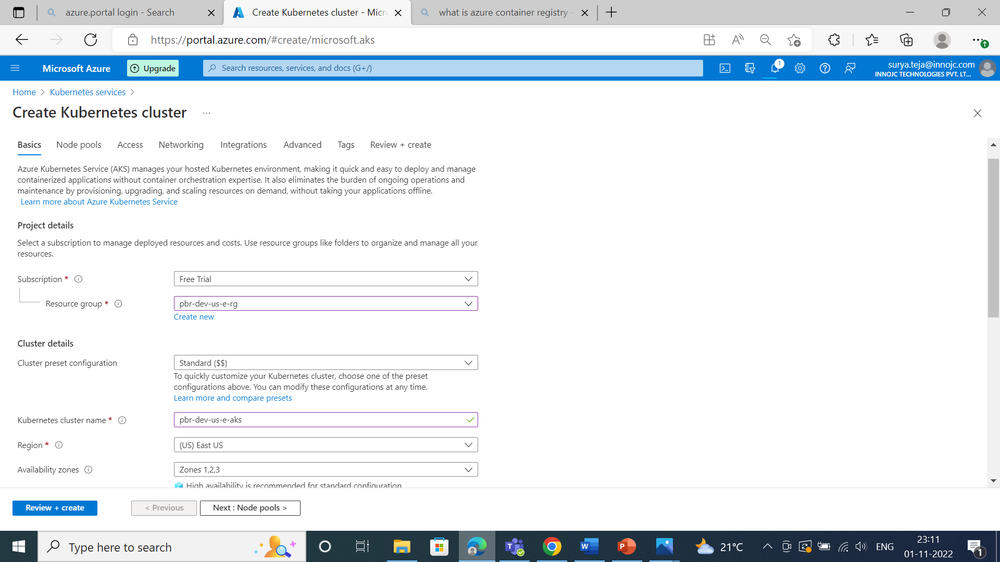 azure.portal login - Search
Create Kubernetes cluster - Micr
what is azure container registry -
https://portal.azure.com/#create/microsoft.aks
Microsoft Azure
Upgrade
Search resources, services, and docs (G+/)
1
surya.teja@innojc.com
INNOJC TECHNOLOGIES PVT. LT...
Home > Kubernetes services >
Create Kubernetes cluster ...
Basics Node pools Access Networking Integrations Advanced Tags Review + create
Azure Kubernetes Service (AKS) manages your hosted Kubernetes environment, making it quick and easy to deploy and manage
containerized applications without container orchestration expertise. It also eliminates the burden of ongoing operations and
maintenance by provisioning, upgrading, and scaling resources on demand, without taking your applications offline.
Learn more about Azure Kubernetes Service
Project details
Select a subscription to manage deployed resources and costs. Use resource groups like folders to organize and manage all your
resources.
Subscription *
Free Trial
Resource group *
pbr-dev-us-e-rg
Create new
Cluster details
Cluster preset configuration
Standard ($$)
To quickly customize your Kubernetes cluster, choose one of the preset
configurations above. You can modify these configurations at any time.
Learn more and compare presets
Kubernetes cluster name *
pbr-dev-us-e-aks
Region *
(US) East US
Availability zones
Zones 1,2,3
High availability is recommended for standard configuration
Review + create
< Previous
Next : Node pools >
Type here to search
21°C
ENG
23:11
01-11-2022
1